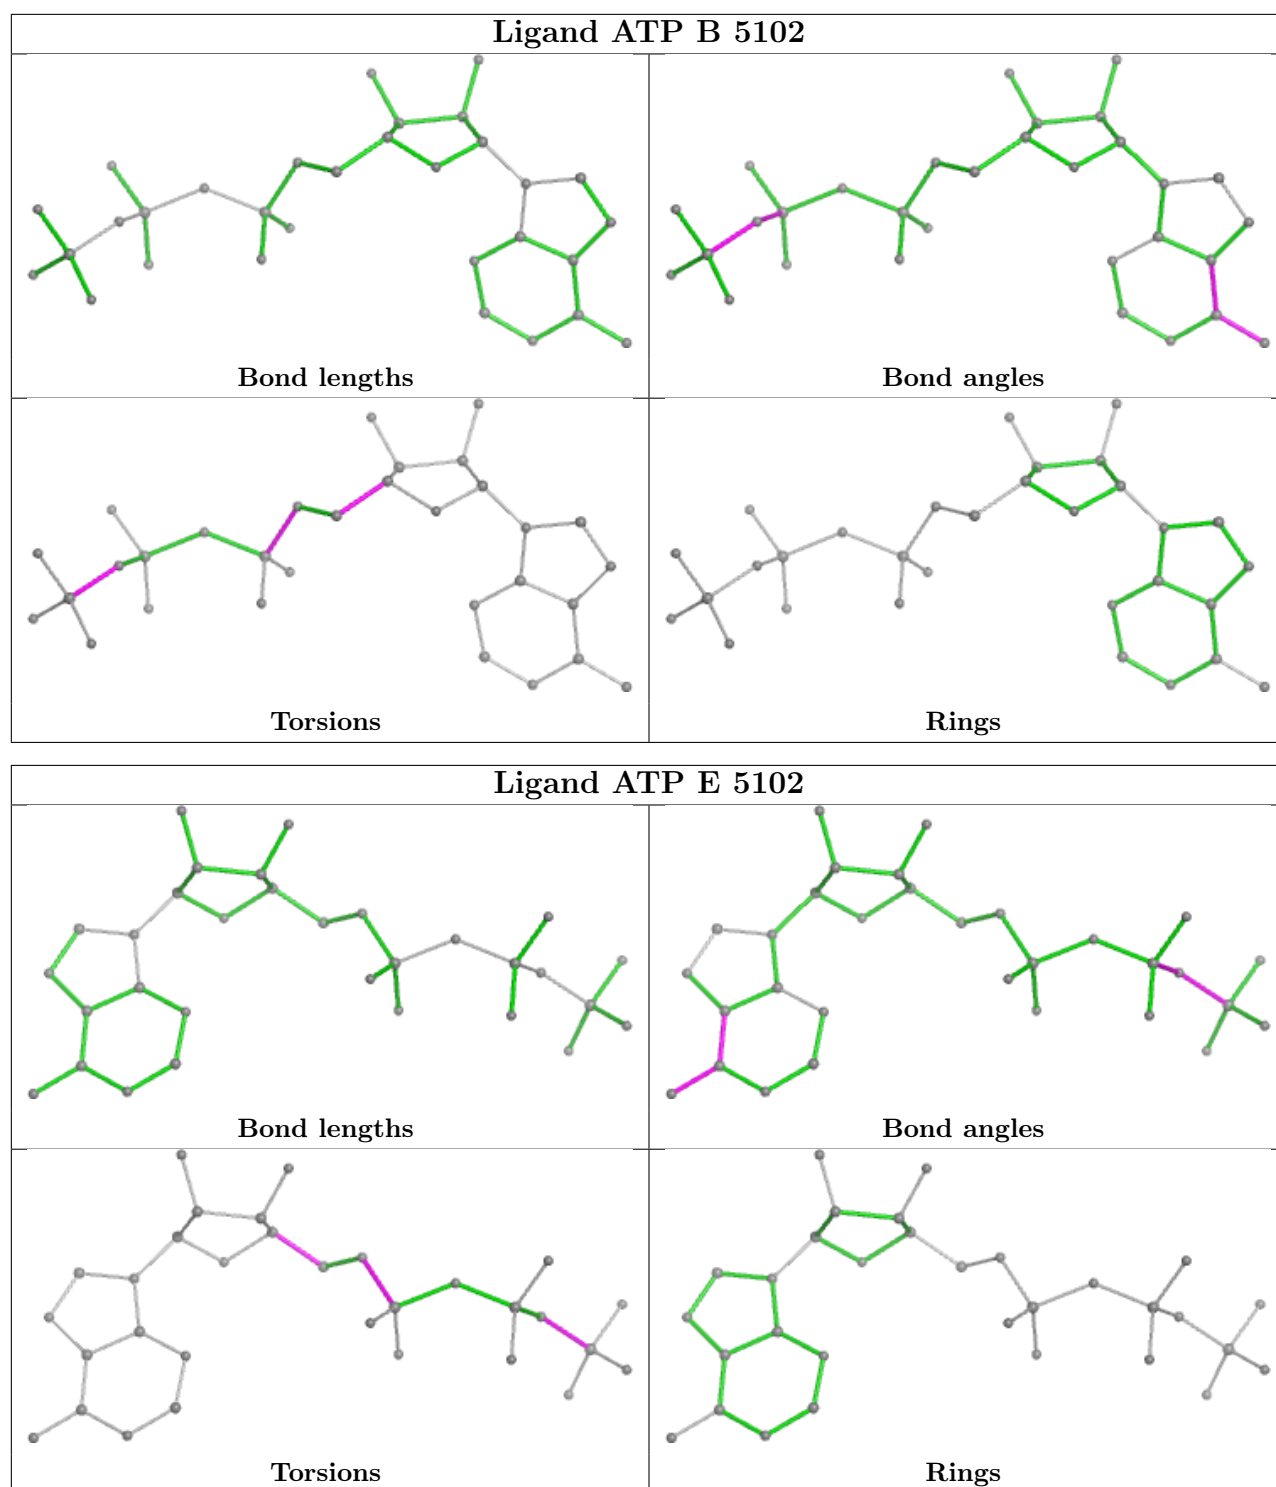 Ligand ATP B 5102
Bond lengths
Bond angles
Torsions
Rings
Ligand ATP E 5102
Bond lengths
Bond angles
Torsions
Rings